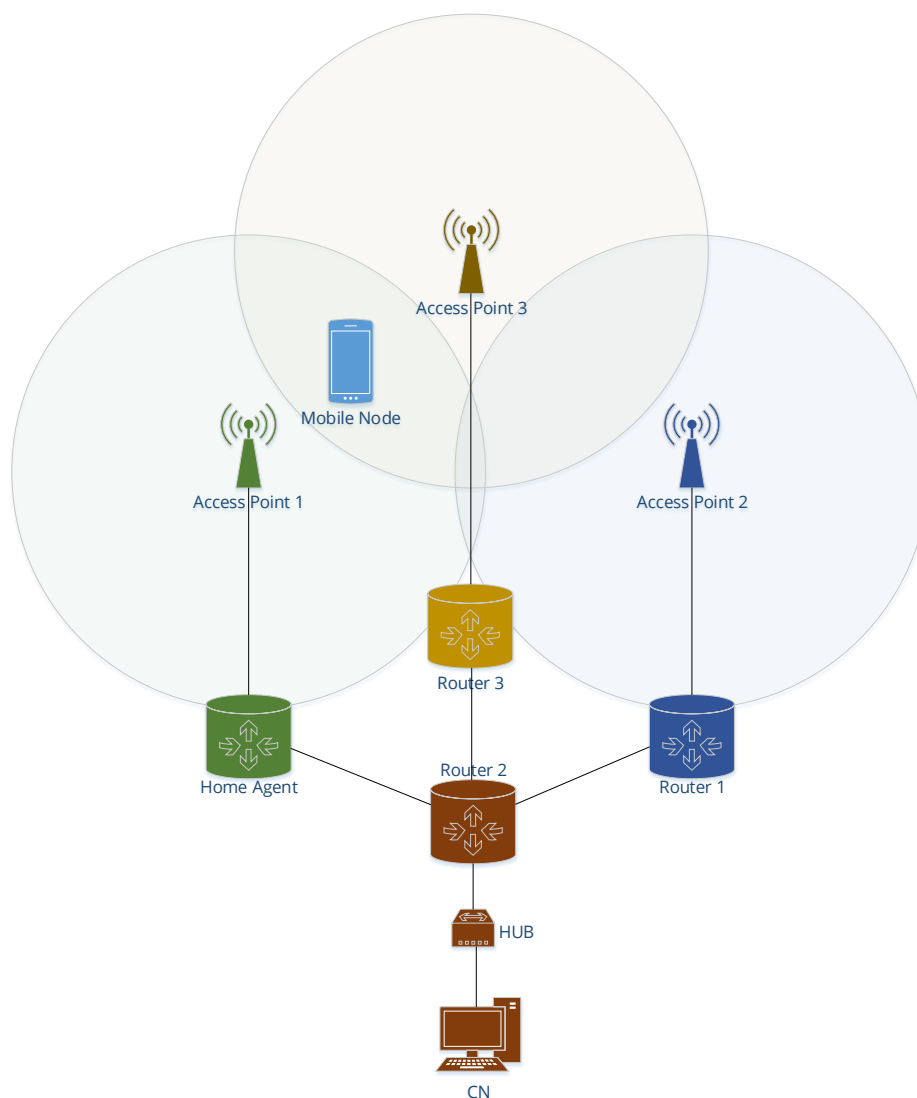 Access Point 3
Mobile Node
Access Point 1
Access Point 2
Router 3
Router 2
Home Agent
Router 1
HUB
CN